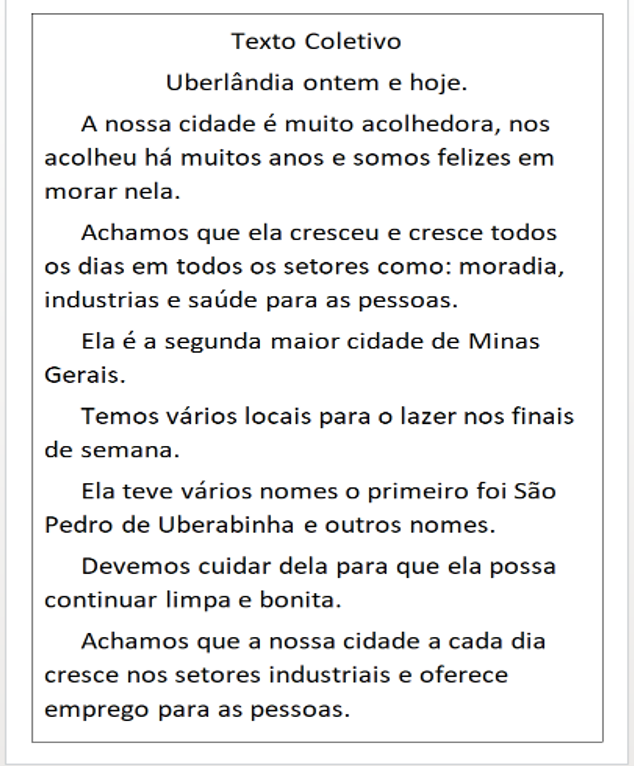 Texto Coletivo
Uberlândia ontem e hoje.
A nossa cidade é muito acolhedora, nos
acolheu há muitos anos e somos felizes em
morar nela.
Achamos que ela cresceu e cresce todos
os dias em todos os setores como: moradia,
industrias e saúde para as pessoas.
Ela é a segunda maior cidade de Minas
Gerais.
Temos vários locais para o lazer nos finais
de semana.
Ela teve vários nomes o primeiro foi São
Pedro de Uberabinha e outros nomes.
Devemos cuidar dela para que ela possa
continuar limpa e bonita.
Achamos que a nossa cidade a cada dia
cresce nos setores industriais e oferece
emprego para as pessoas.